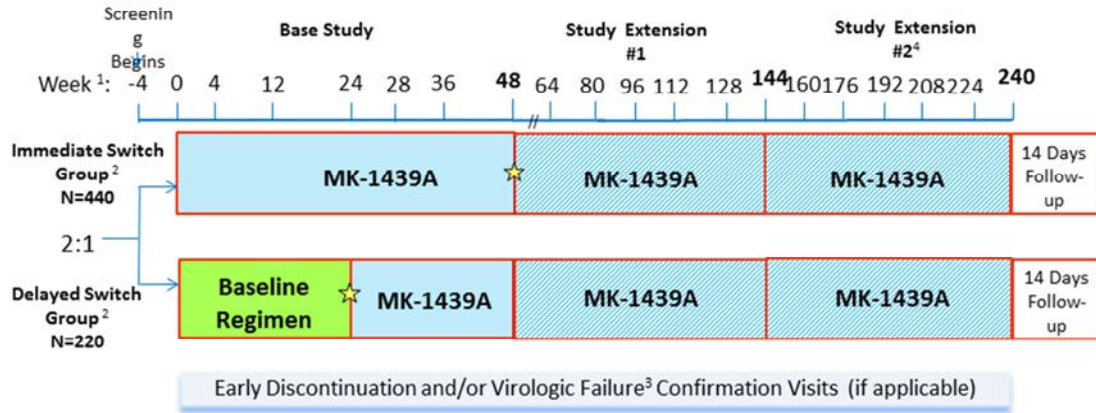 Screenin
g
Begins
Base Study
Study Extension
#1
Study Extension
#2⁴
Week ¹: -4 0 4 12 24 28 36 48 64 80 96 112 128 144 160 176 192 208 224 240
//
Immediate Switch
Group ²
N=440
MK-1439A
MK-1439A
MK-1439A
14 Days
Follow-
up
2:1
Delayed Switch
Group ²
N=220
Baseline
Regimen
MK-1439A
MK-1439A
MK-1439A
14 Days
Follow-
up
Early Discontinuation and/or Virologic Failure³ Confirmation Visits (if applicable)